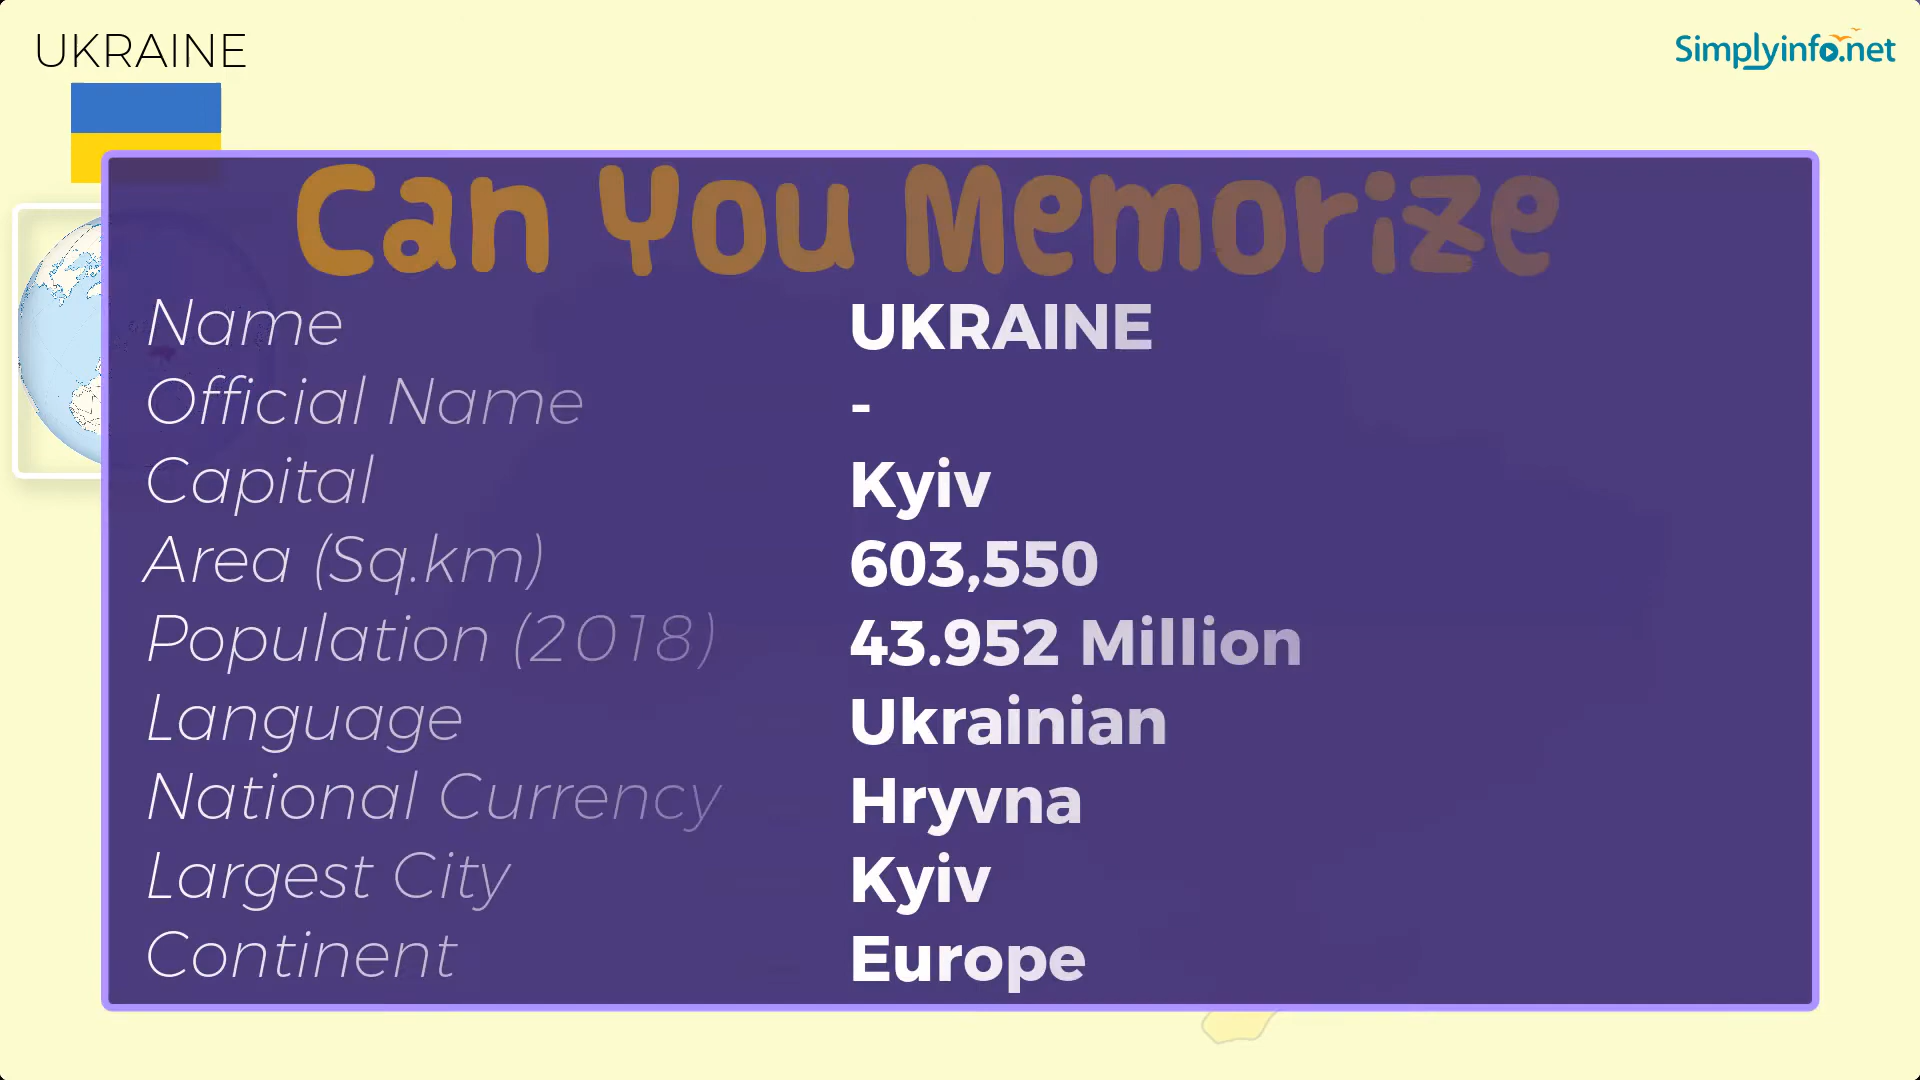 UKRAINE
Simplyinfo.net
Can You Memorize
Name UKRAINE
Official Name -
Capital Kyiv
Area (Sq.km) 603,550
Population (2018) 43.952 Million
Language Ukrainian
National Currency Hryvna
Largest City Kyiv
Continent Europe